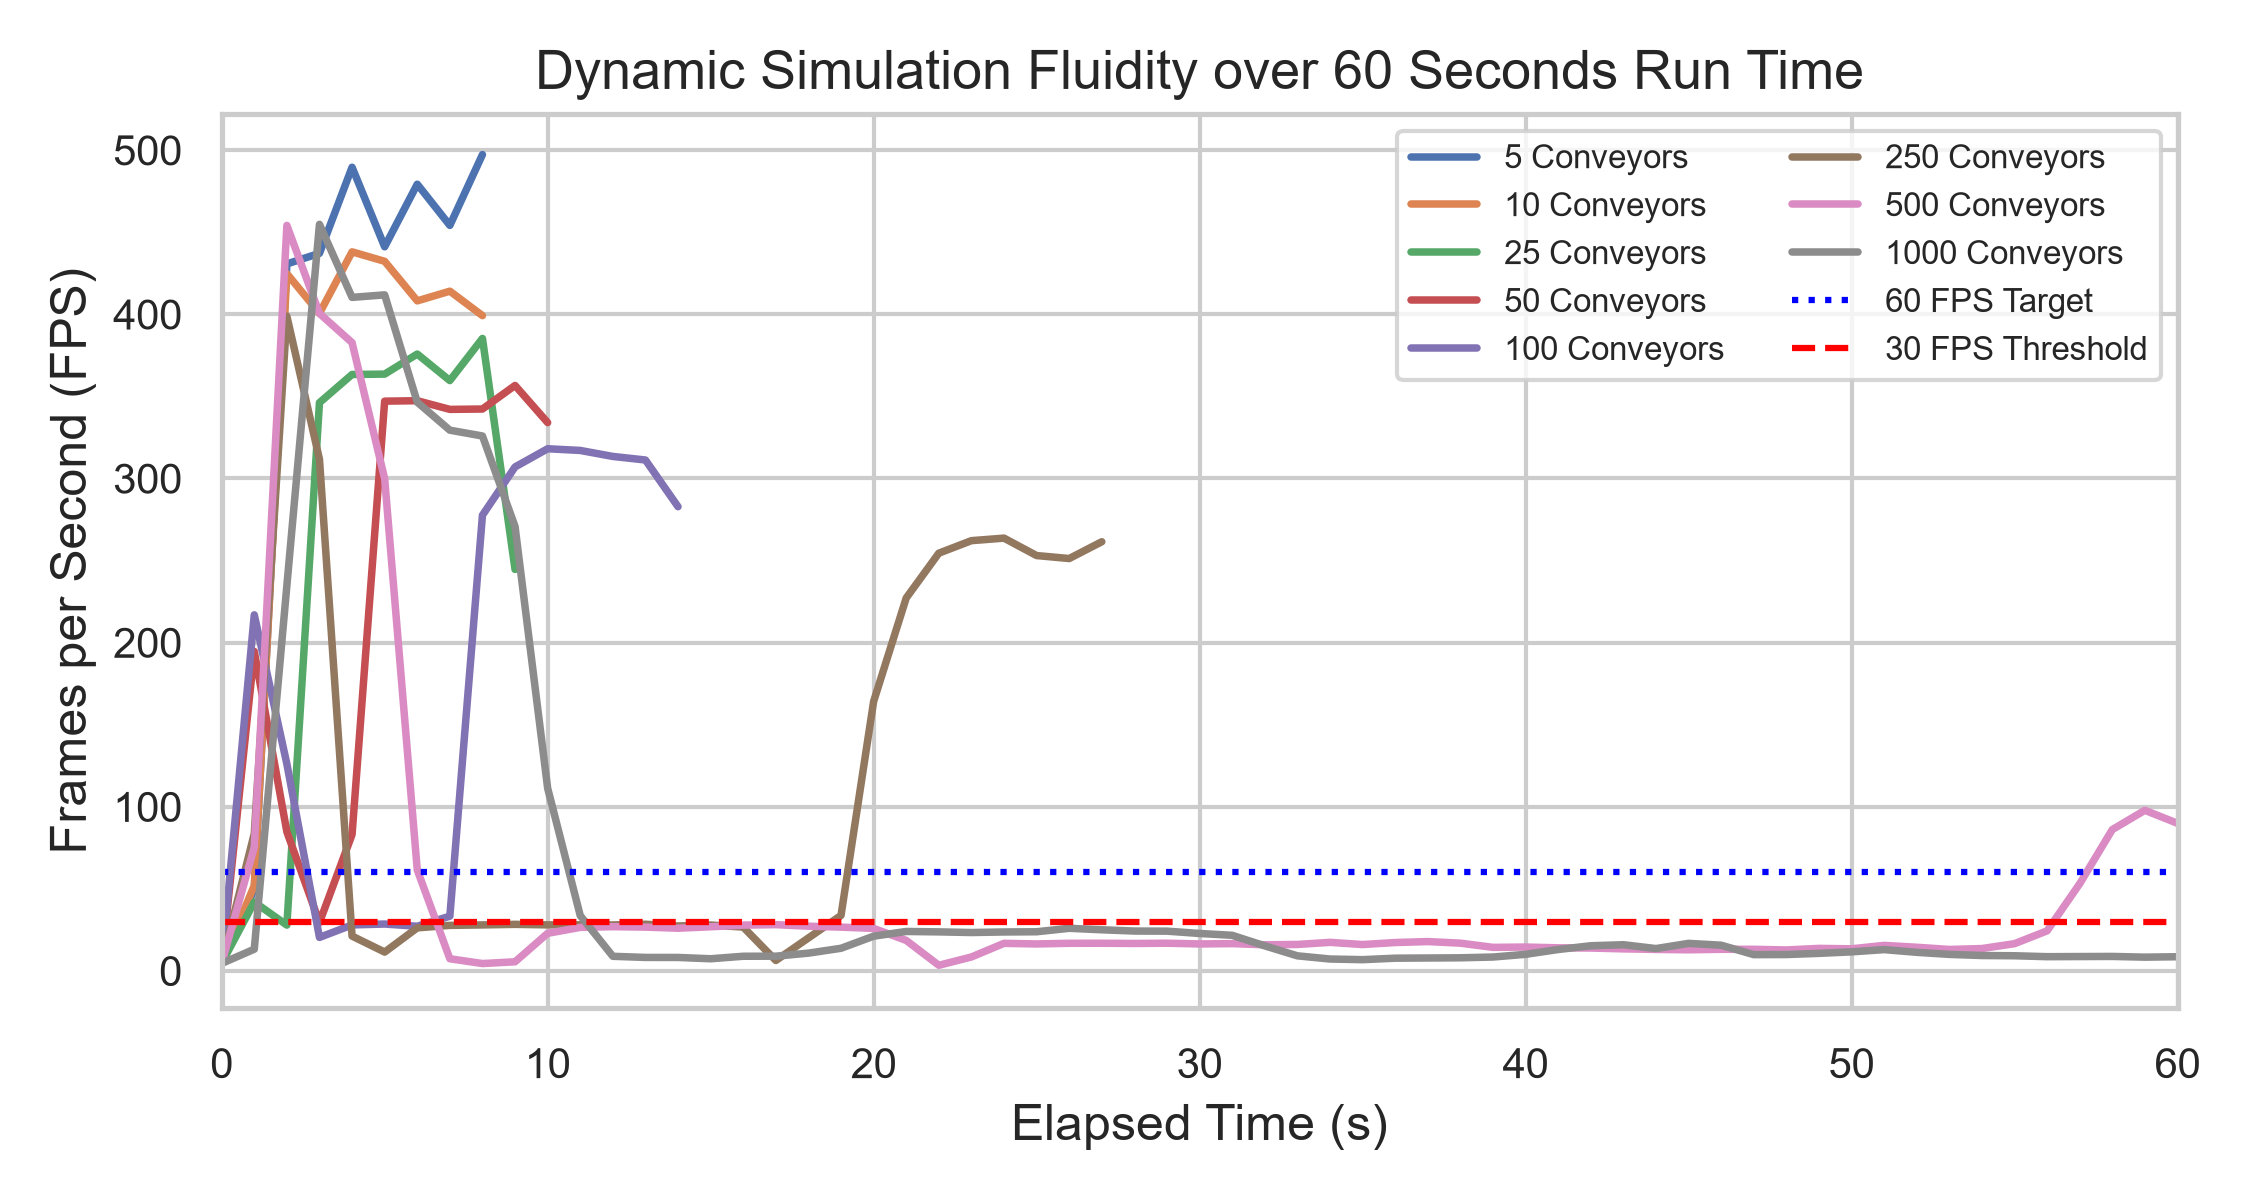 Dynamic Simulation Fluidity over 60 Seconds Run Time
Frames per Second (FPS)
500
400
300
200
100
0
5 Conveyors
10 Conveyors
25 Conveyors
50 Conveyors
100 Conveyors
250 Conveyors
500 Conveyors
1000 Conveyors
60 FPS Target
30 FPS Threshold
0 10 20 30 40 50 60
Elapsed Time (s)